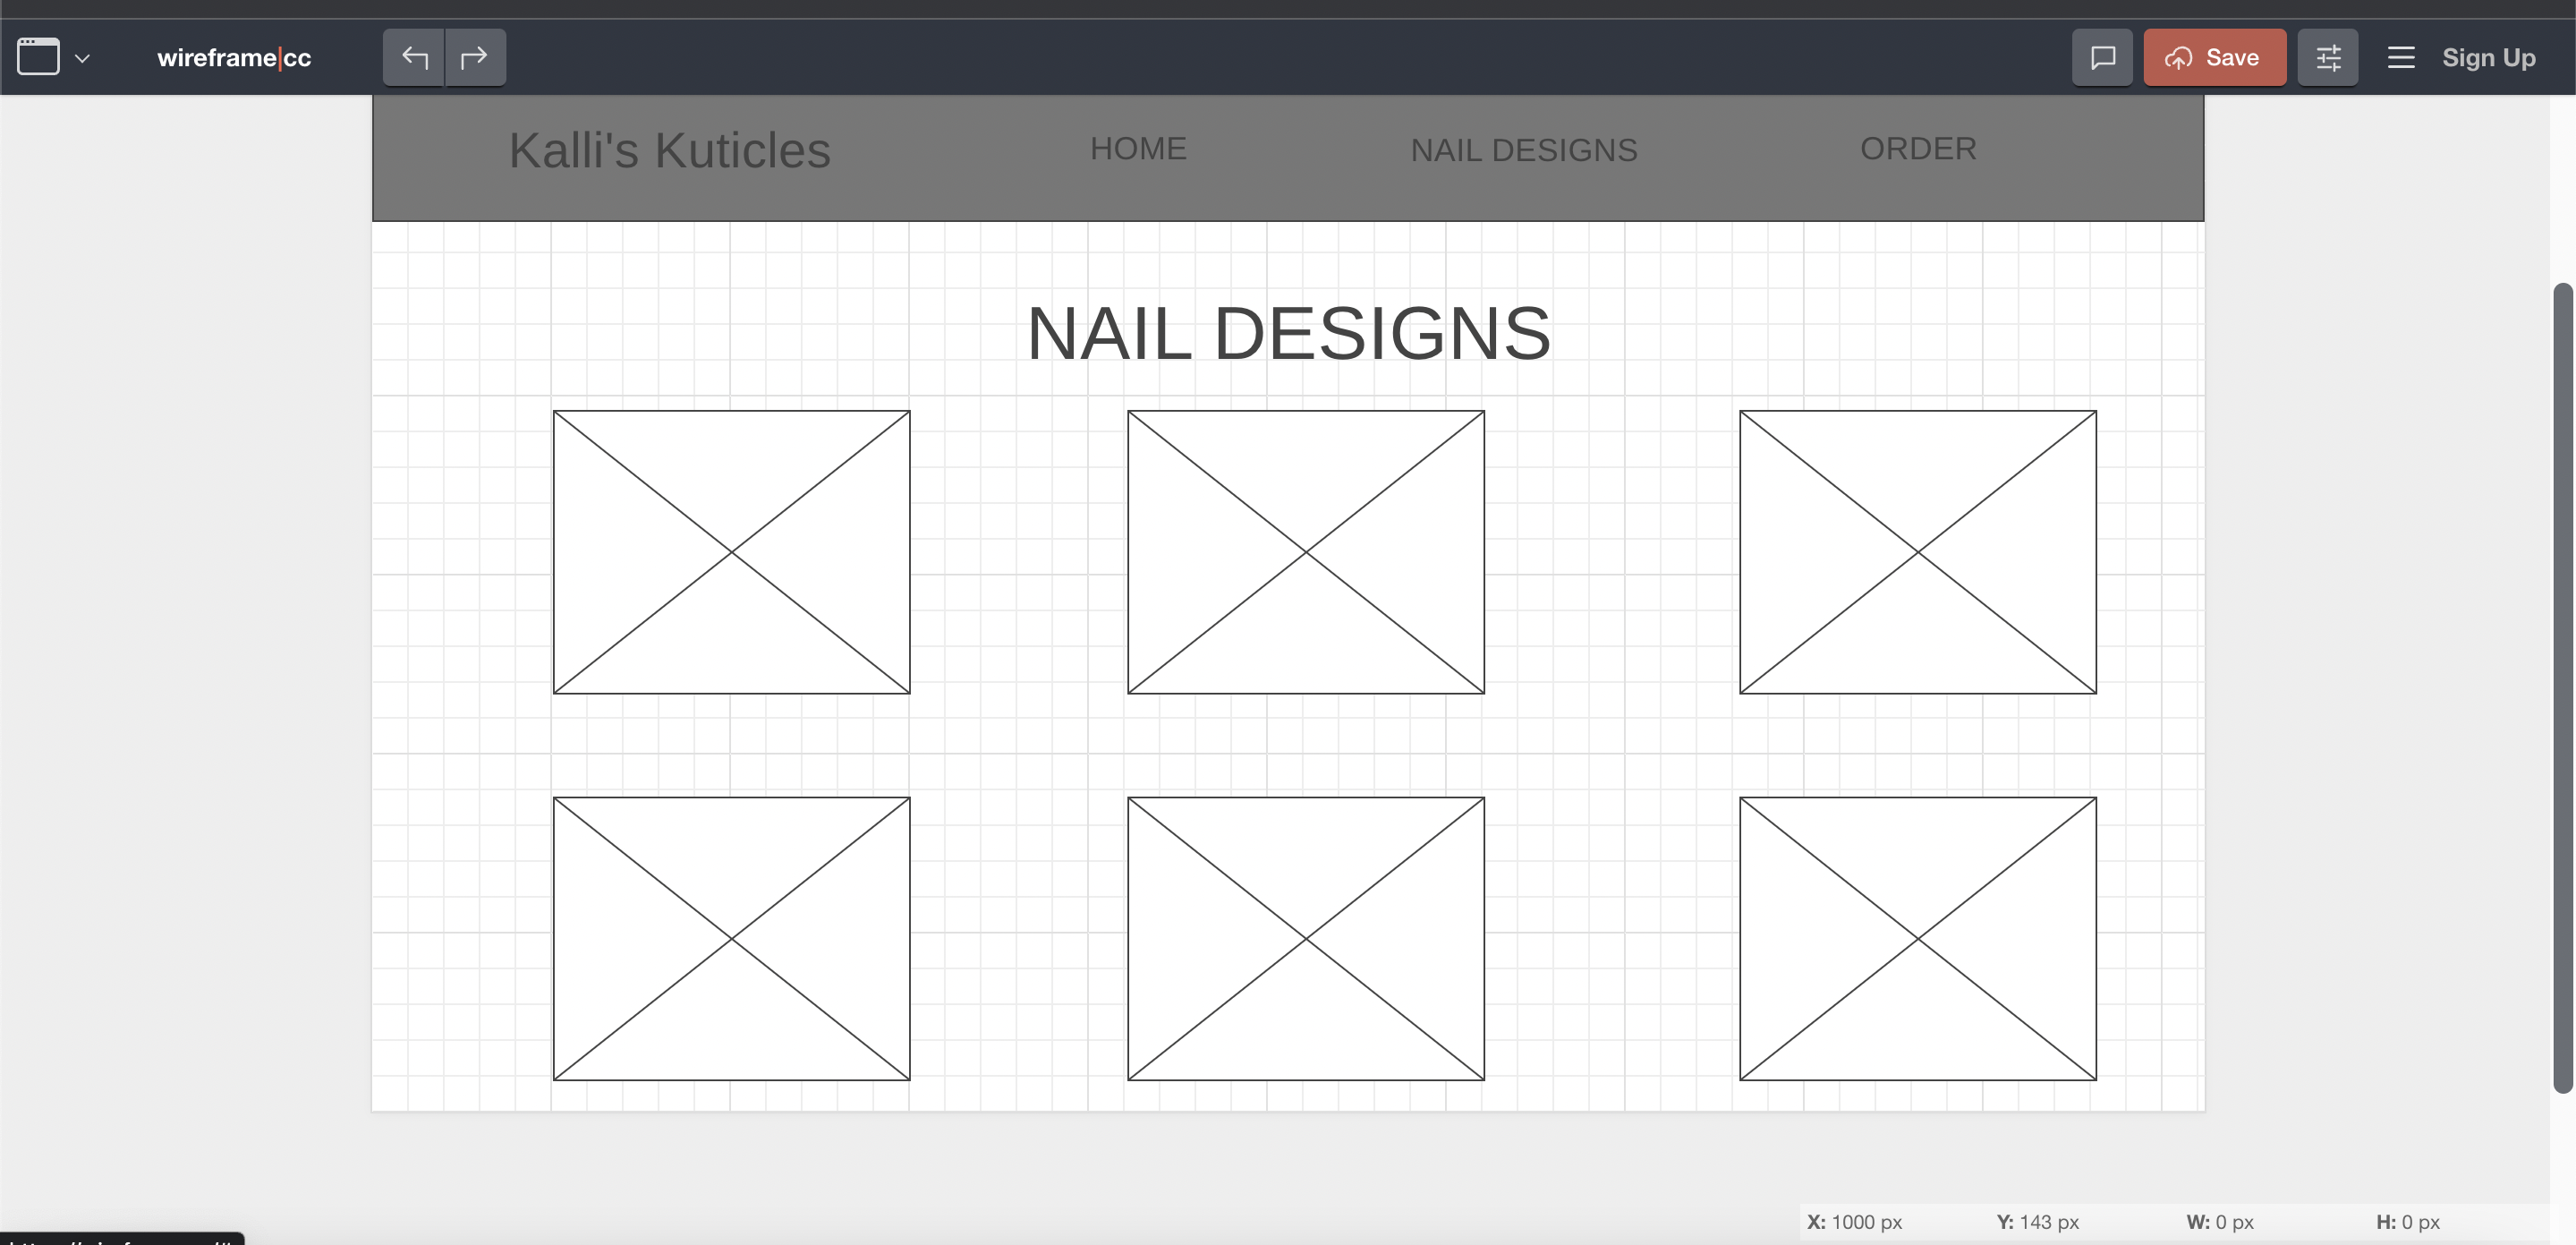 wireframe|cc
Save
Sign Up
Kalli's Kuticles
HOME
NAIL DESIGNS
ORDER
NAIL DESIGNS
X: 1000 px
Y: 143 px
W: 0 px
H: 0 px